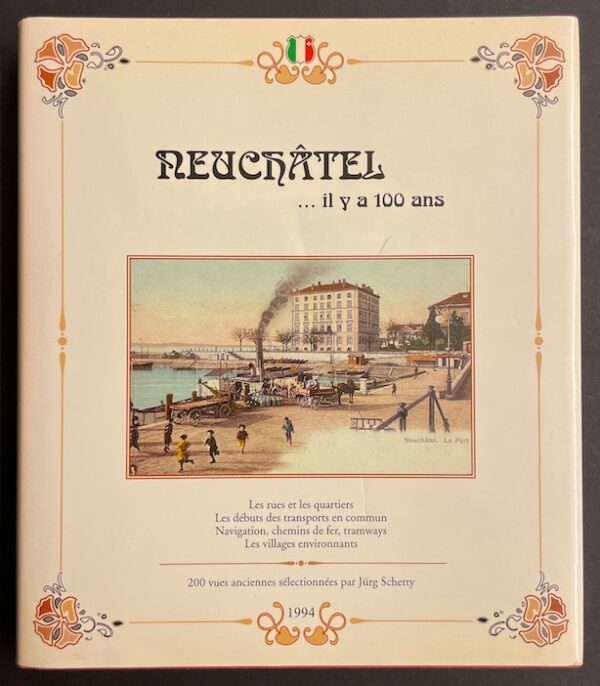 NEUCHÂTEL
... il y a 100 ans
Neuchâtel. Le Port
Les rues et les quartiers
Les débuts des transports en commun
Navigation, chemins de fer, tramways
Les villages environnants
200 vues anciennes sélectionnées par Jürg Schetty
1994